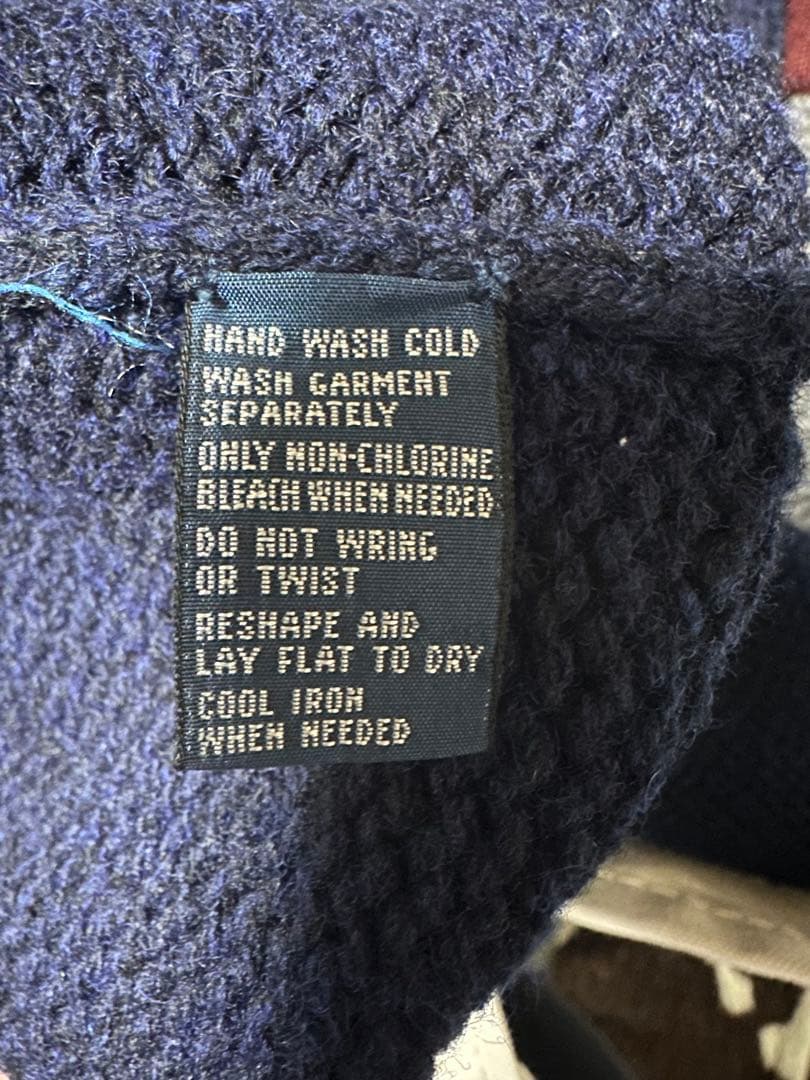 HAND WASH COLD
WASH GARMENT
SEPARATELY
ONLY NON-CHLORINE
BLEACH WHEN NEEDED
DO NOT WRING
OR TWIST
RESHAPE AND
LAY FLAT TO DRY
COOL IRON
WHEN NEEDED